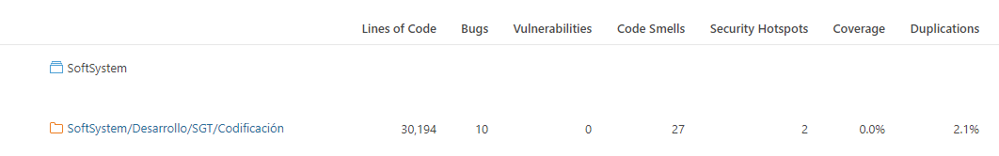 Lines of Code Bugs Vulnerabilities Code Smells Security Hotspots Coverage Duplications
SoftSystem
SoftSystem/Desarrollo/SGT/Codificación 30,194 10 0 27 2 0.0% 2.1%